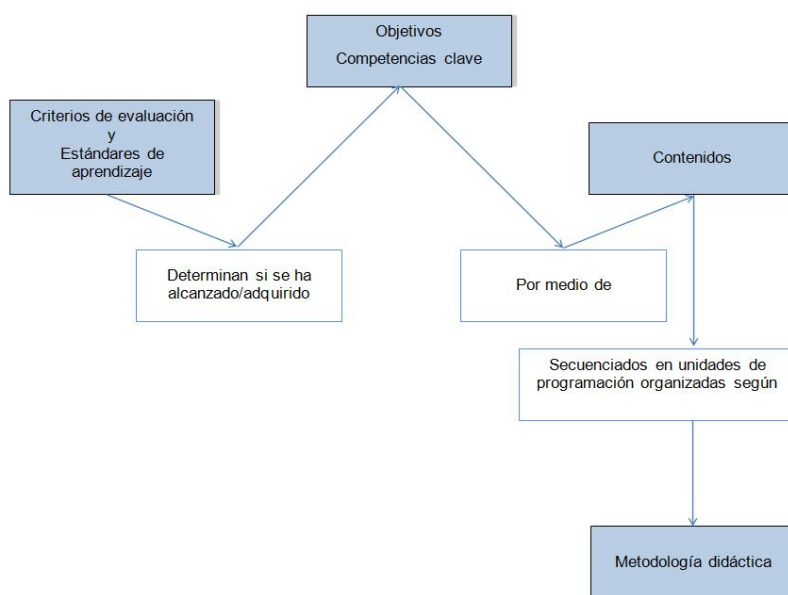 Objetivos
Competencias clave
Criterios de evaluación
y
Estándares de
aprendizaje
Contenidos
Determinan si se ha
alcanzado/adquirido
Por medio de
Secuenciados en unidades de
programación organizadas según
Metodología didáctica